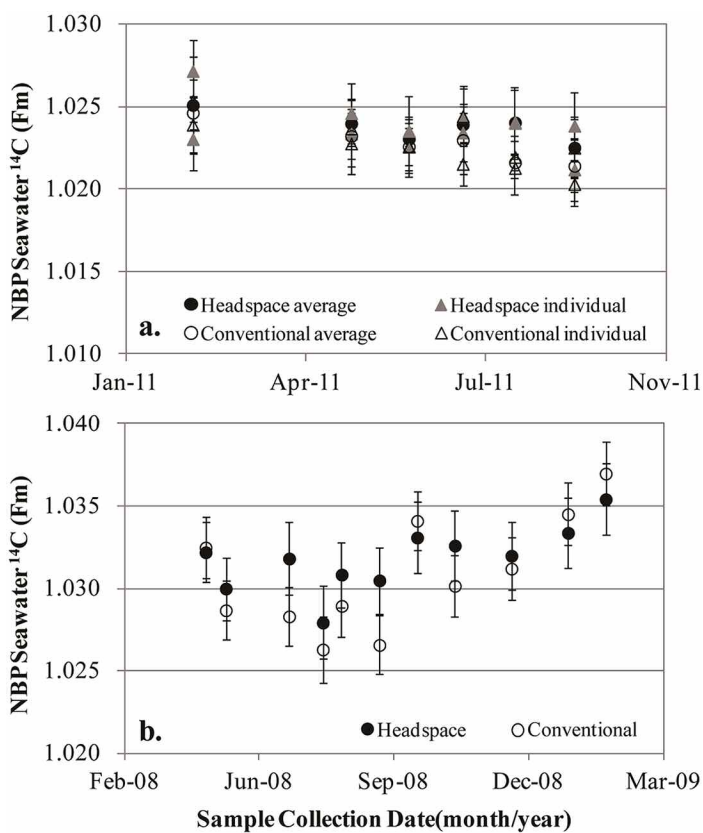 1.030
1.025
1.020
1.015
1.010
NBP Seawater ¹⁴C (Fm)
Headspace average
Headspace individual
a.
Conventional average
Conventional individual
Jan-11
Apr-11
Jul-11
Nov-11
1.040
1.035
1.030
1.025
1.020
NBP Seawater ¹⁴C (Fm)
b.
Headspace
Conventional
Feb-08
Jun-08
Sep-08
Dec-08
Mar-09
Sample Collection Date(month/year)